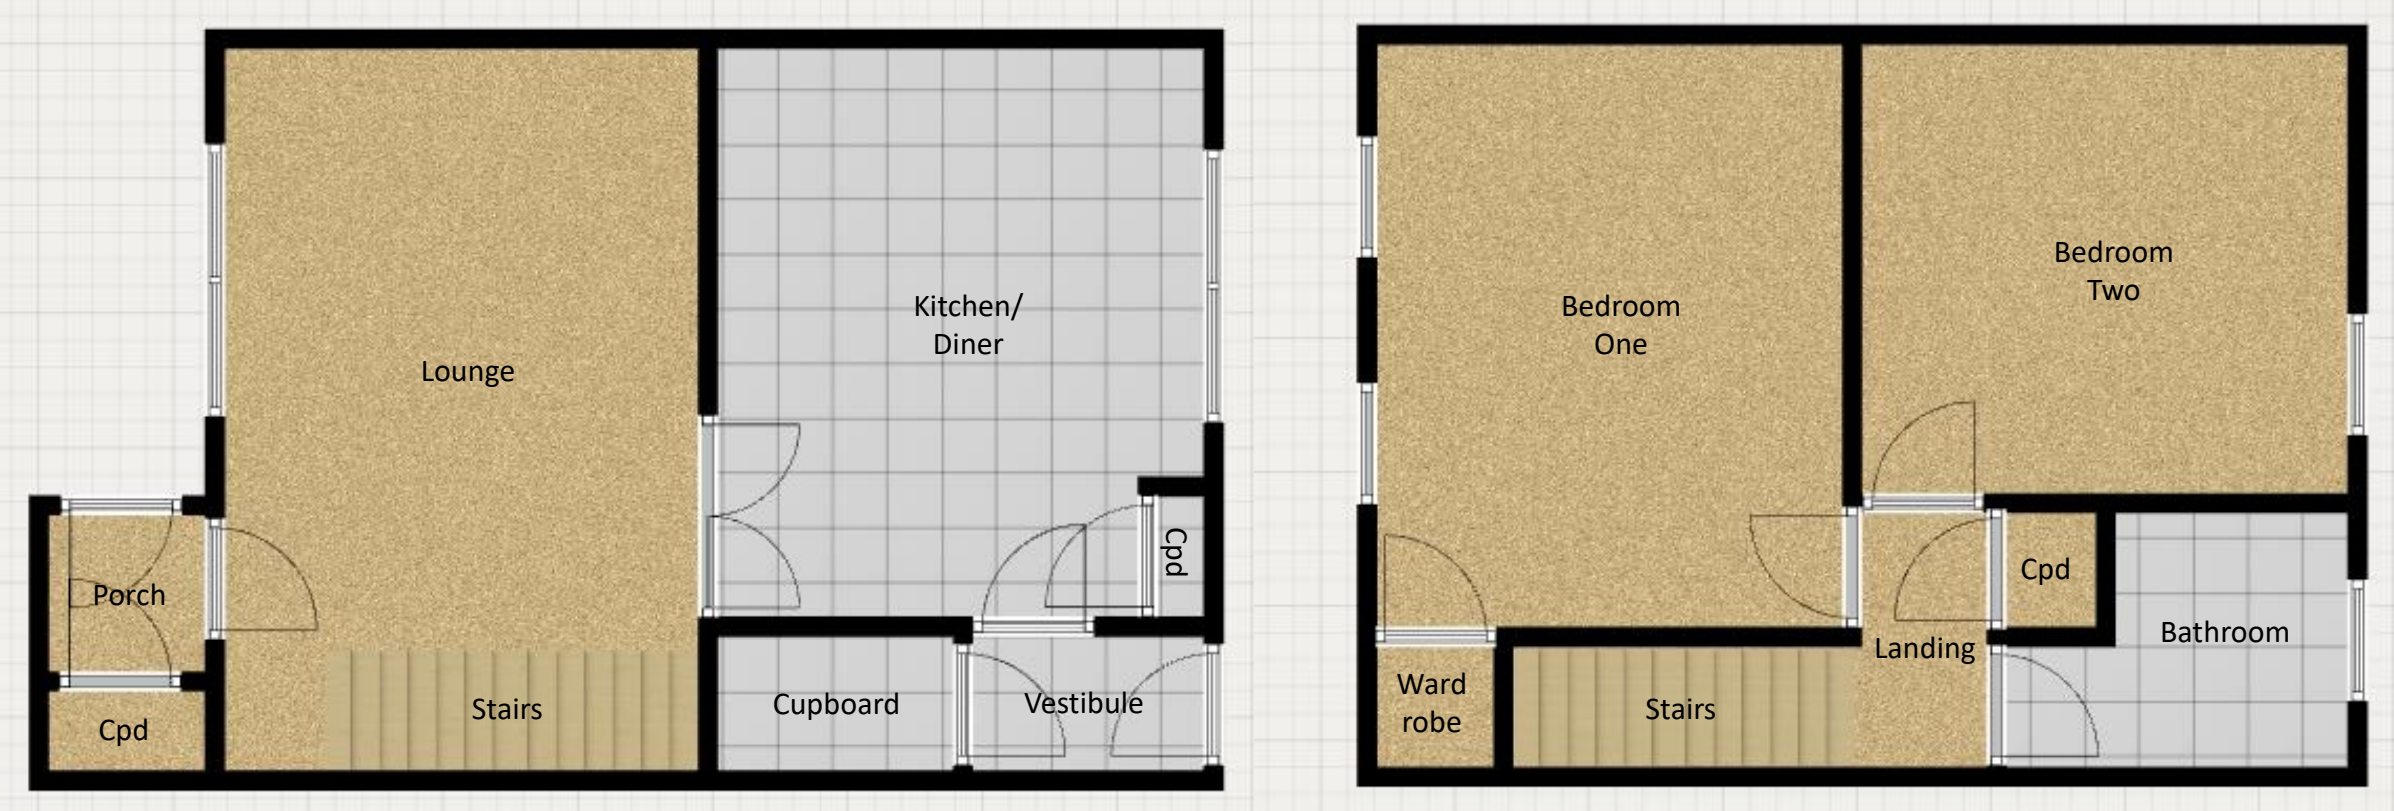 Lounge
Kitchen/
Diner
Cpd
Porch
Cpd
Stairs
Cupboard
Vestibule
Bedroom
One
Bedroom
Two
Cpd
Landing
Bathroom
Ward
robe
Stairs